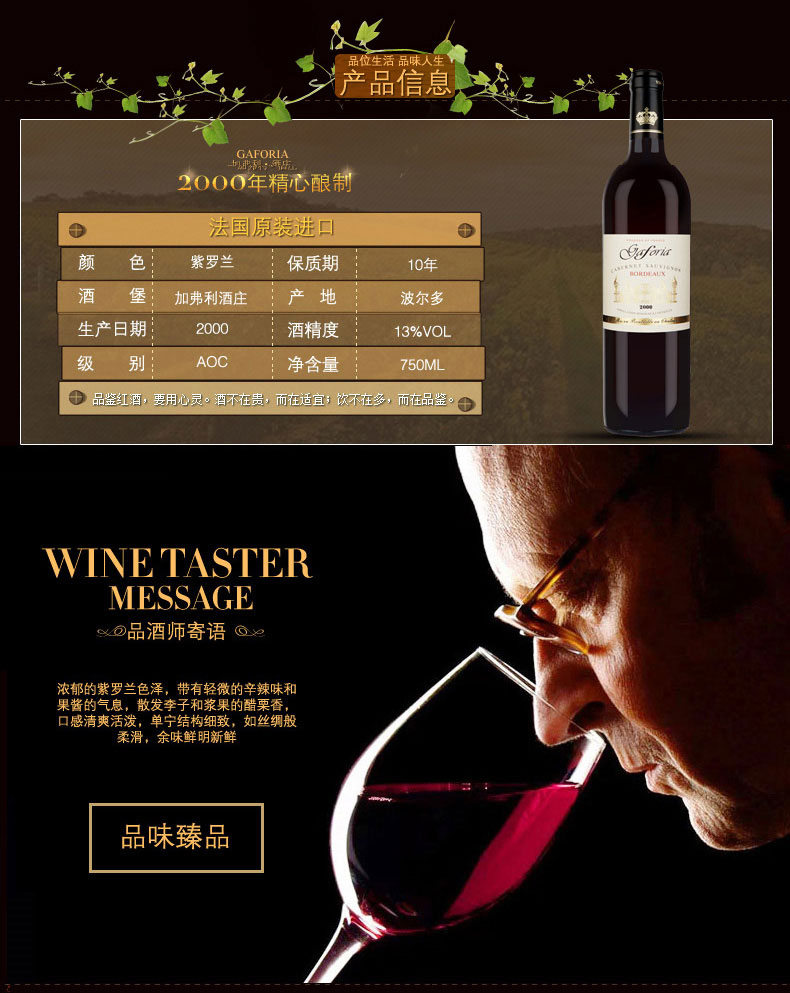 品位生活 品味人生
产品信息
GAFORIA
加弗利·酒庄
2000年精心酿制
法国原装进口
颜 色 紫罗兰 保质期 10年
酒 堡 加弗利酒庄 产 地 波尔多
生产日期 2000 酒精度 13%VOL
级 别 AOC 净含量 750ML
品鉴红酒，要用心灵。酒不在贵，而在适宜；饮不在多，而在品鉴。
Gaforia
CABERNET SAUVIGNON
BORDEAUX
2000
WINE TASTER
MESSAGE
品酒师寄语
浓郁的紫罗兰色泽，带有轻微的辛辣味和
果酱的气息，散发李子和浆果的醋栗香，
口感清爽活泼，单宁结构细致，如丝绸般
柔滑，余味鲜明新鲜
品味臻品